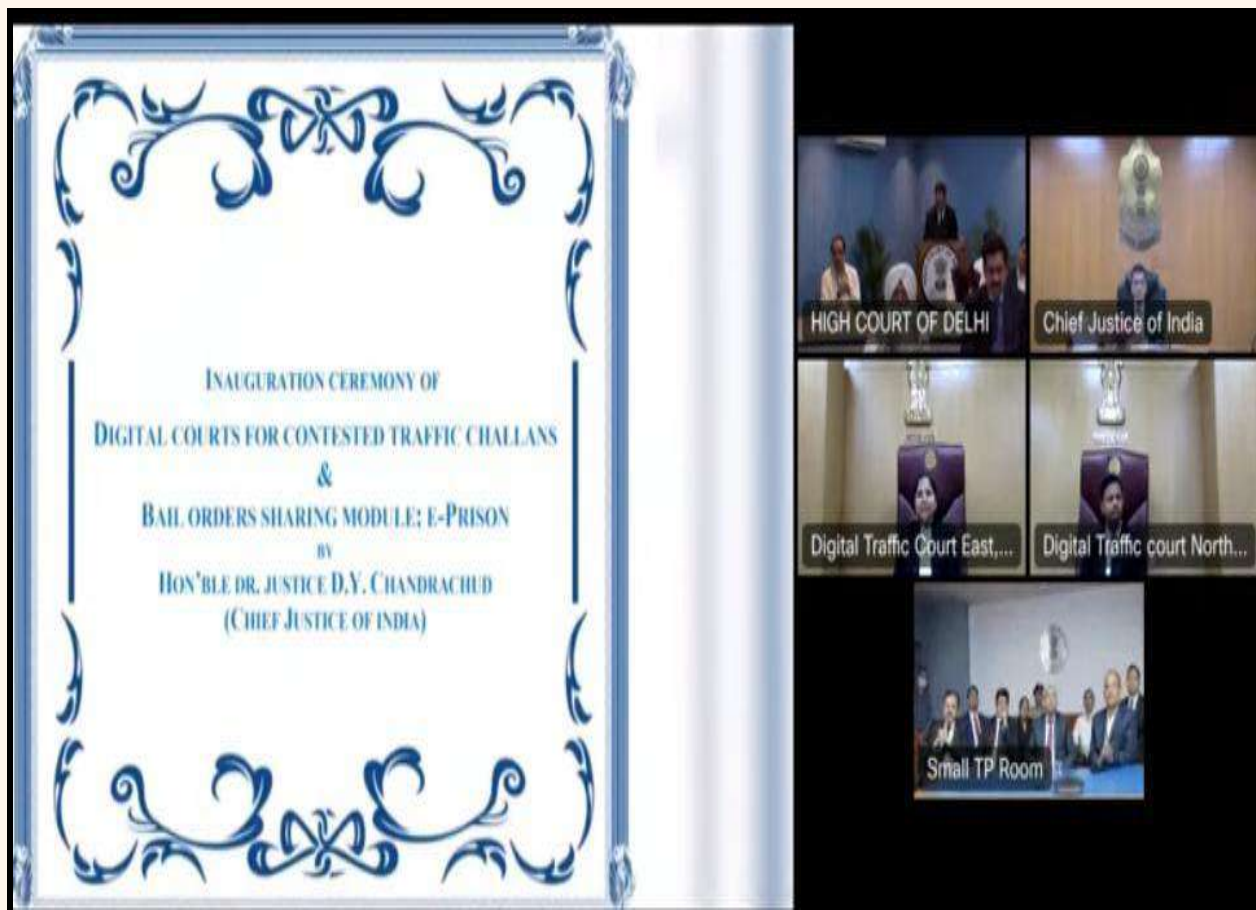 INAUGURATION CEREMONY OF
DIGITAL COURTS FOR CONTESTED TRAFFIC CHALLANS
&
BAIL ORDERS SHARING MODULE: E-PRISON
BY
HON'BLE DR. JUSTICE D.Y. CHANDRACHUD
(CHIEF JUSTICE OF INDIA)
HIGH COURT OF DELHI
Chief Justice of India
Digital Traffic Court East,...
Digital Traffic court North...
Small TP Room